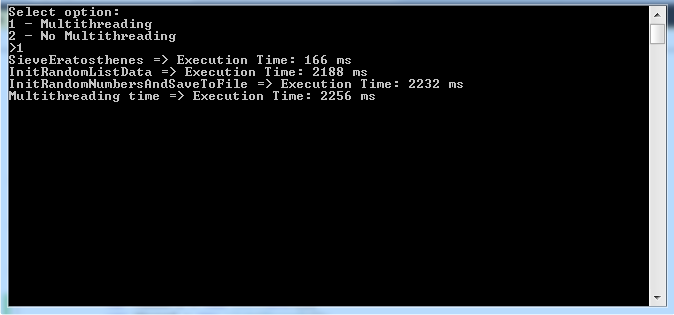 Select option:
1 - Multithreading
2 - No Multithreading
>1
SieveEratosthenes => Execution Time: 166 ms
InitRandomListData => Execution Time: 2188 ms
InitRandomNumbersAndSaveToFile => Execution Time: 2232 ms
Multithreading time => Execution Time: 2256 ms